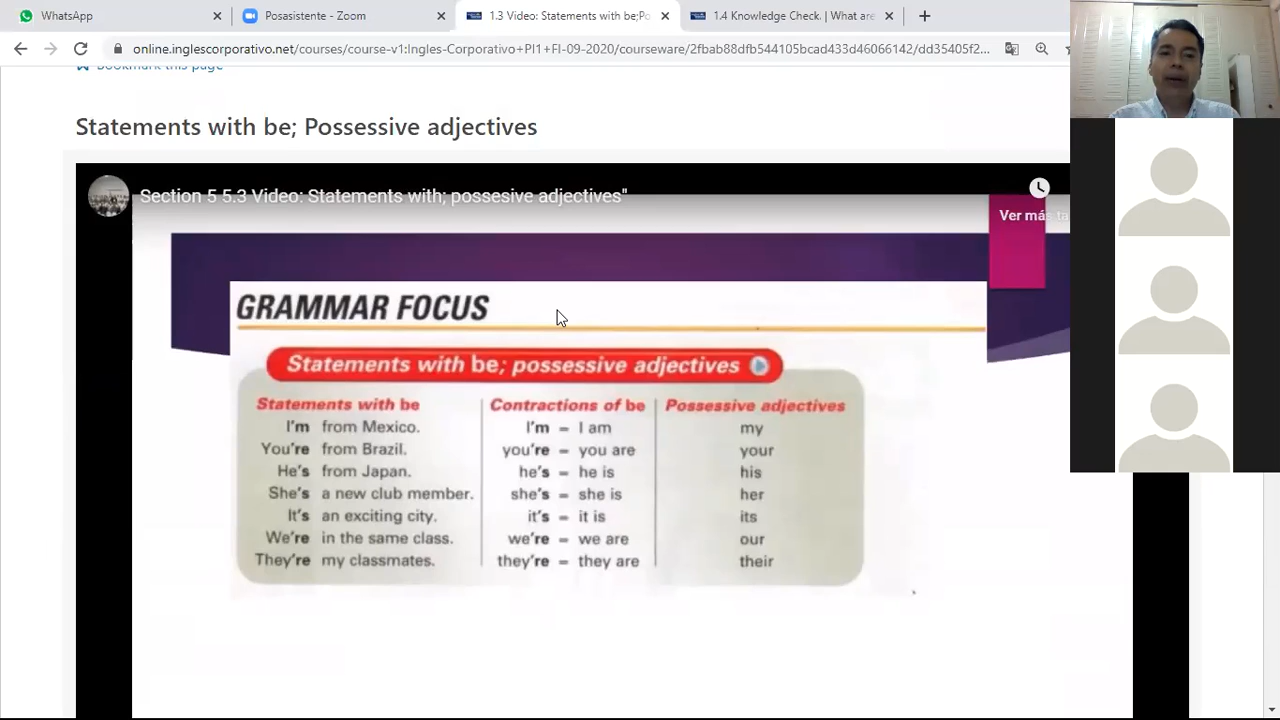 WhatsApp
Posasistente - Zoom
1.3 Video: Statements with be;Po
1.4 Knowledge Check. | What are
online.inglescorporativo.net/courses/course-v1:Ingles-Corporativo+PI1+FI-09-2020/courseware/2fbab88db544105bcad433d46b66142/dd35405f2...
Bookmark this page
Statements with be; Possessive adjectives
Section 5 5.3 Video: Statements with; possesive adjectives"
Ver más ta
GRAMMAR FOCUS
Statements with be; possessive adjectives
Statements with be Contractions of be Possessive adjectives
I'm from Mexico. I'm = I am my
You're from Brazil. you're = you are your
He's from Japan. he's = he is his
She's a new club member. she's = she is her
It's an exciting city. it's = it is its
We're in the same class. we're = we are our
They're my classmates. they're = they are their